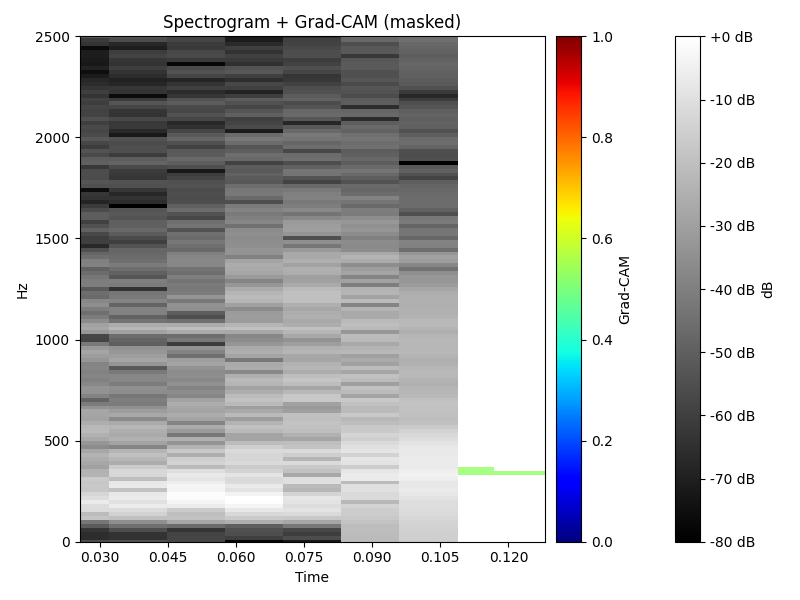 Spectrogram + Grad-CAM (masked)
2500
2000
1500
1000
500
0
Hz
0.030
0.045
0.060
0.075
0.090
0.105
0.120
Time
1.0
0.8
0.6
0.4
0.2
0.0
Grad-CAM
+0 dB
-10 dB
-20 dB
-30 dB
-40 dB
-50 dB
-60 dB
-70 dB
-80 dB
dB